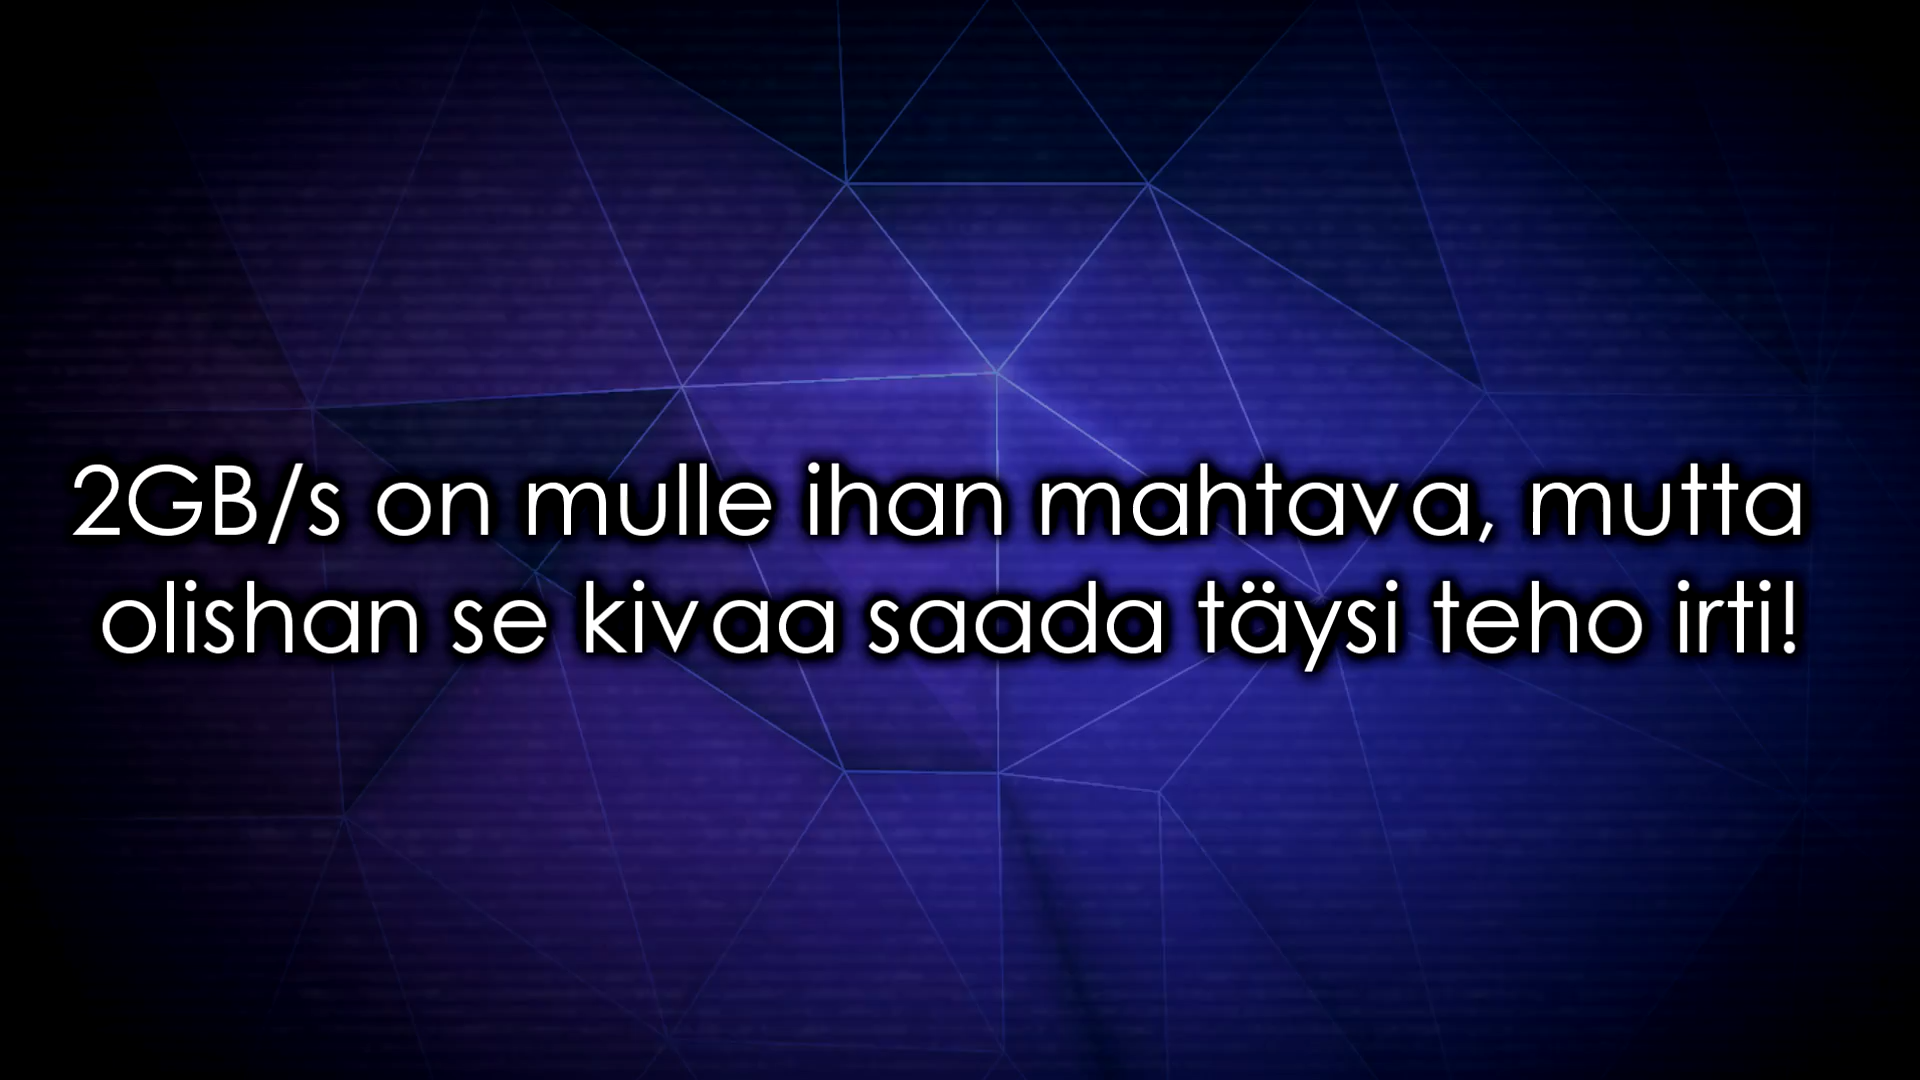 2GB/s on mulle ihan mahtava, mutta
olishan se kivaa saada täysi teho irti!